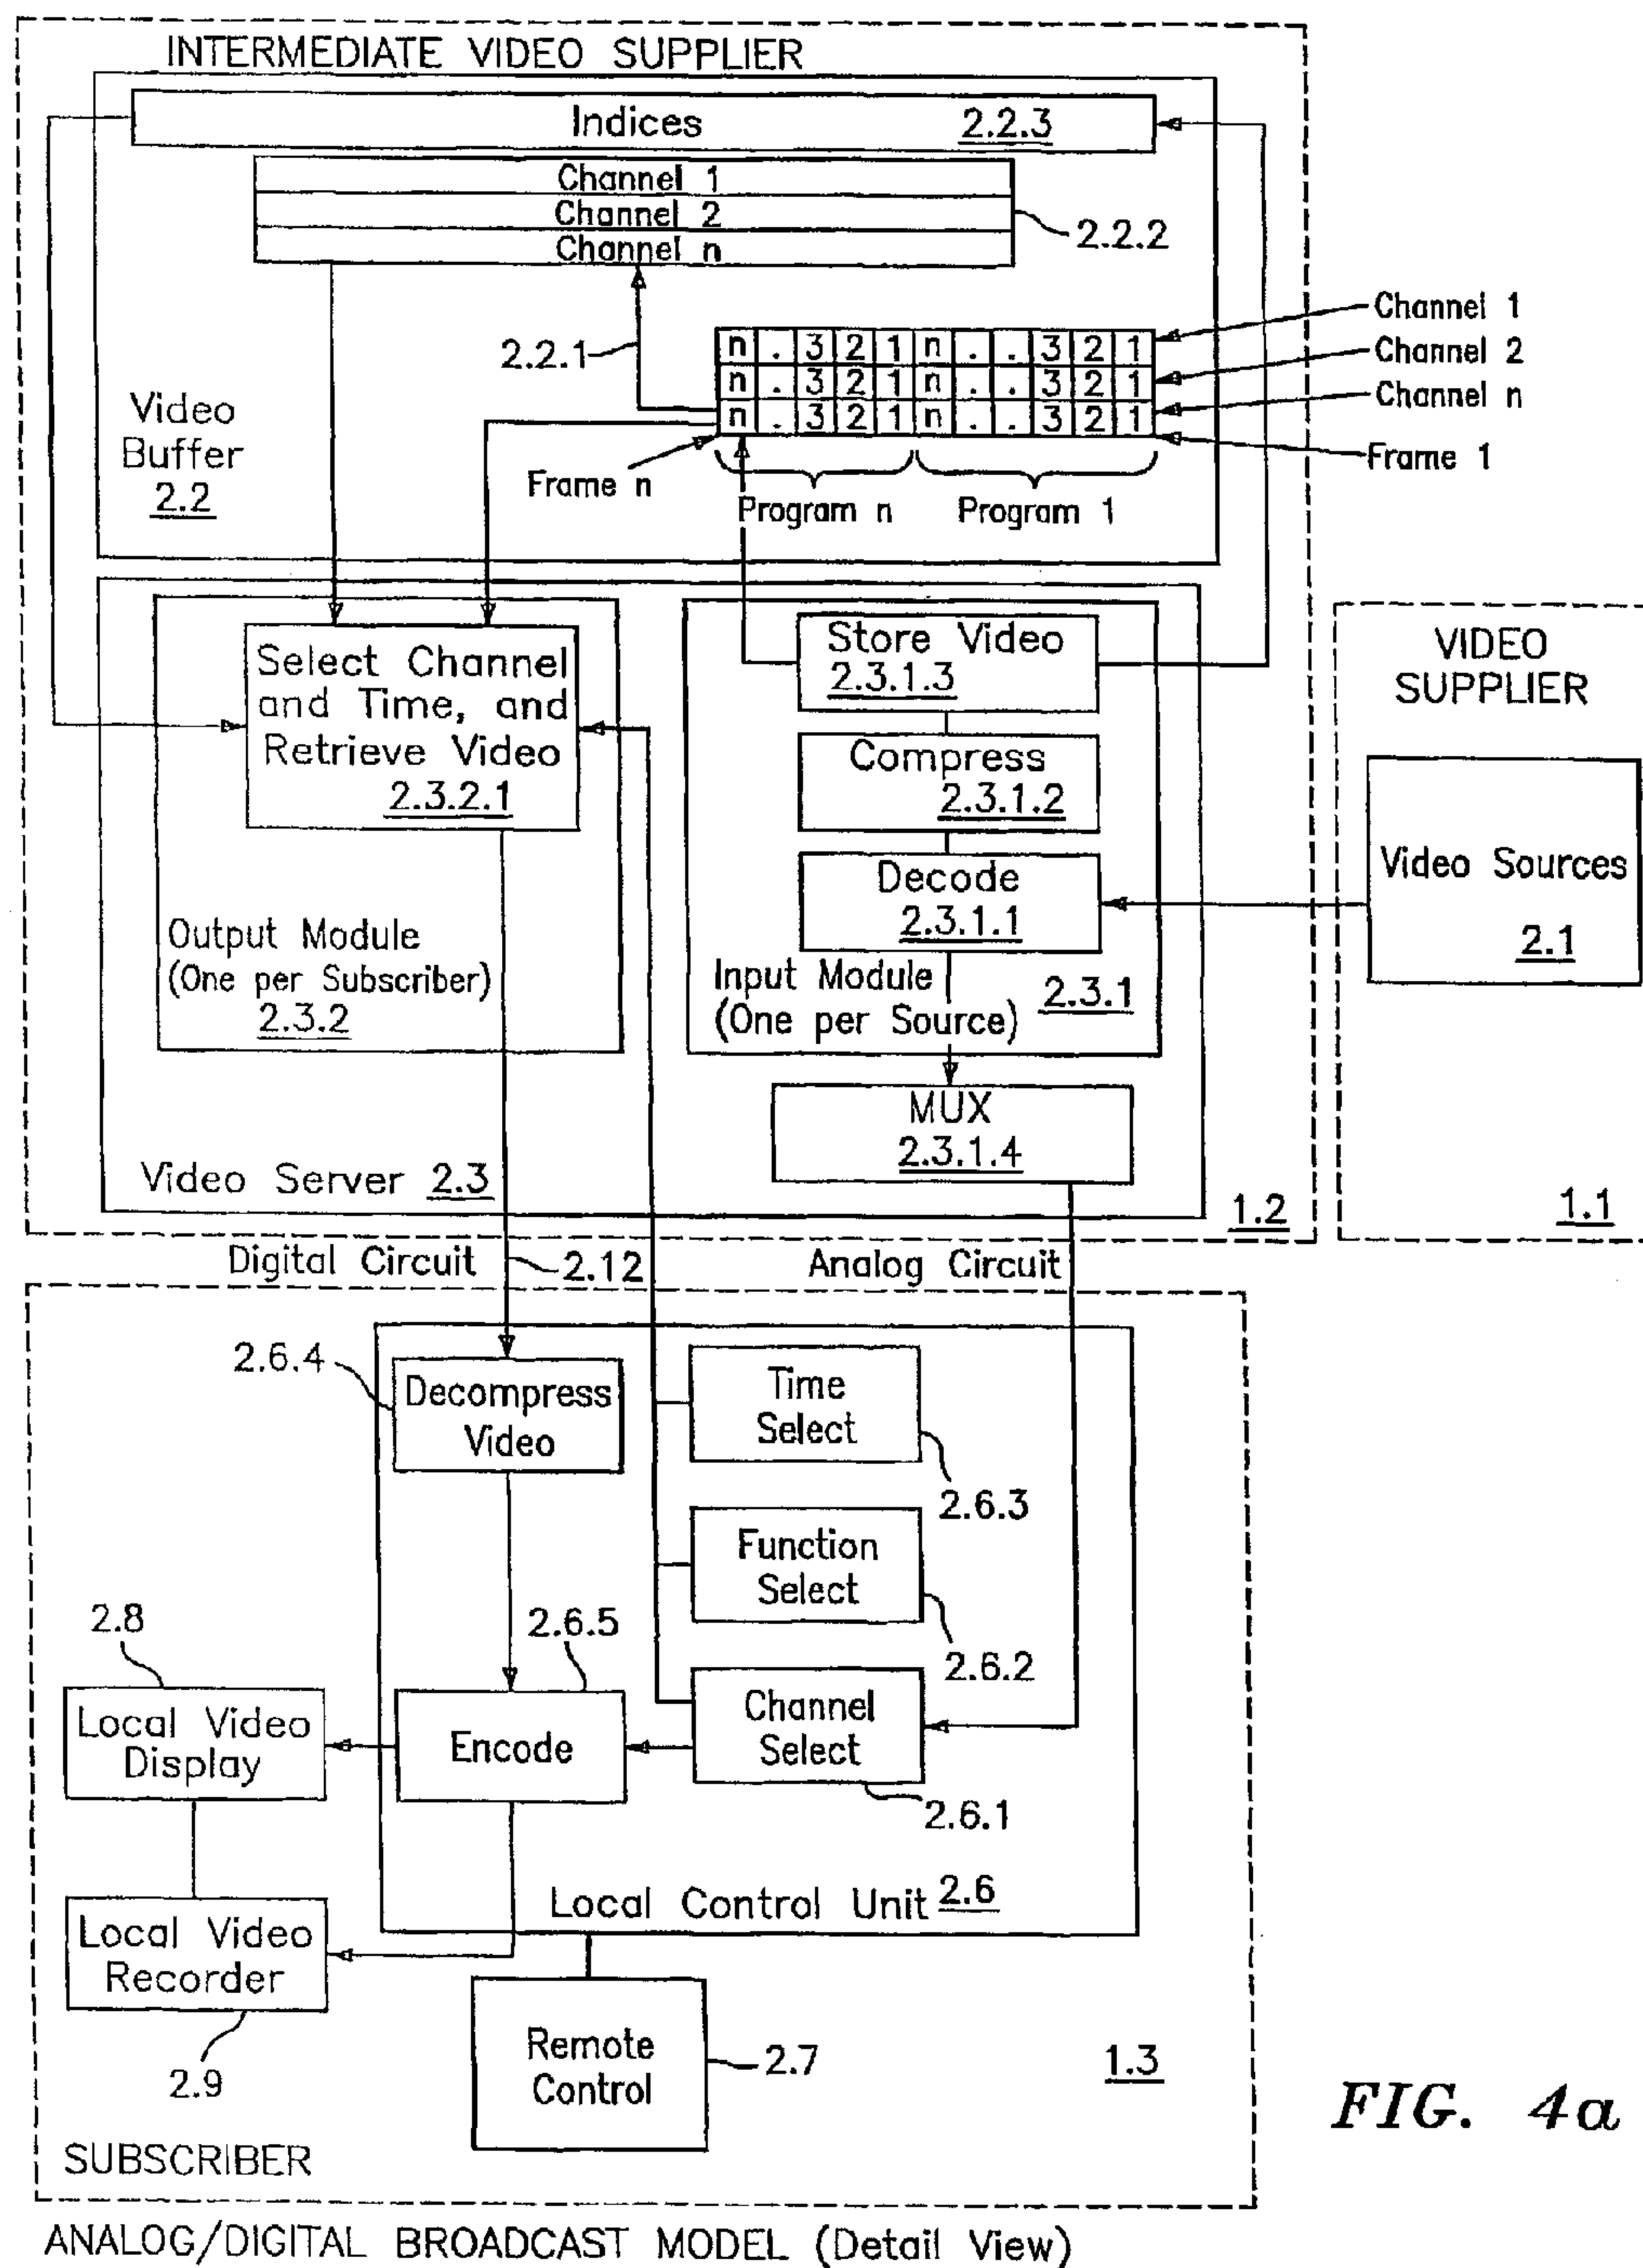 INTERMEDIATE VIDEO SUPPLIER
Indices 2.2.3
Channel 1
Channel 2
Channel n
2.2.2
2.2.1
n . 3 2 1 n . . 3 2 1
n . 3 2 1 n . . 3 2 1
n . 3 2 1 n . . 3 2 1
Channel 1
Channel 2
Channel n
Frame 1
Frame n
Program n
Program 1
Video
Buffer
2.2
Select Channel
and Time, and
Retrieve Video
2.3.2.1
Output Module
(One per Subscriber)
2.3.2
Store Video
2.3.1.3
Compress
2.3.1.2
Decode
2.3.1.1
Input Module
(One per Source)
2.3.1
MUX
2.3.1.4
Video Server 2.3
1.2
VIDEO
SUPPLIER
Video Sources
2.1
1.1
Digital Circuit
2.12
Analog Circuit
2.6.4
Decompress
Video
Time
Select
2.6.3
Function
Select
2.6.2
2.6.5
Encode
Channel
Select
2.6.1
2.8
Local Video
Display
Local Video
Recorder
2.9
Local Control Unit 2.6
Remote
Control
2.7
1.3
SUBSCRIBER
FIG. 4a
ANALOG/DIGITAL BROADCAST MODEL (Detail View)